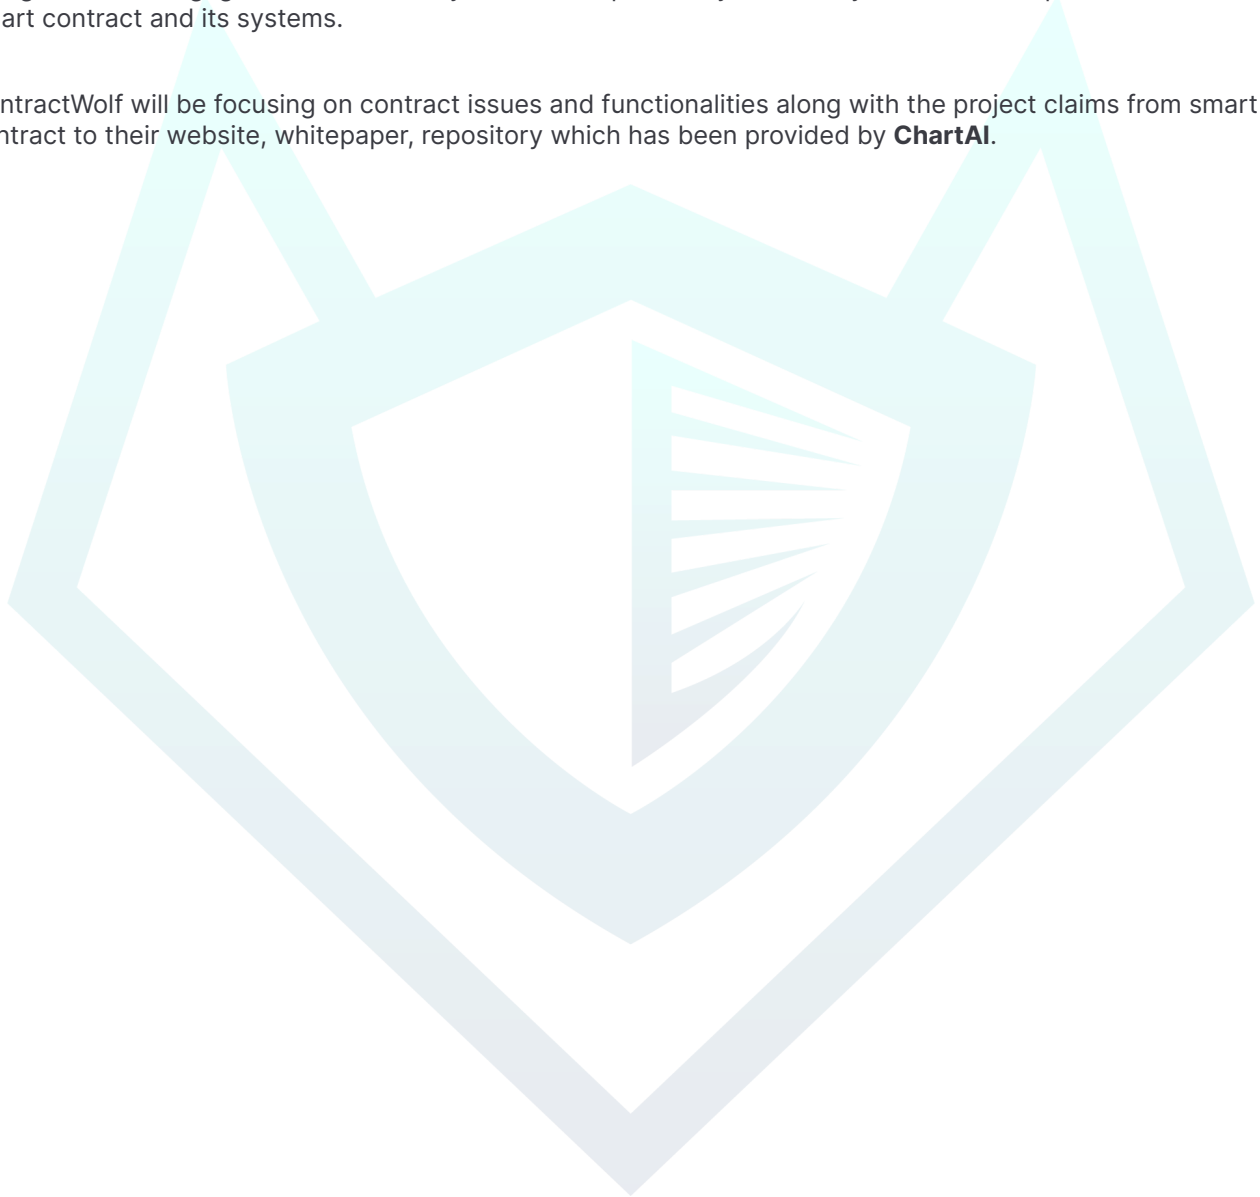 art contract and its systems.
ntractWolf will be focusing on contract issues and functionalities along with the project claims from smart
ntract to their website, whitepaper, repository which has been provided by ChartAI.